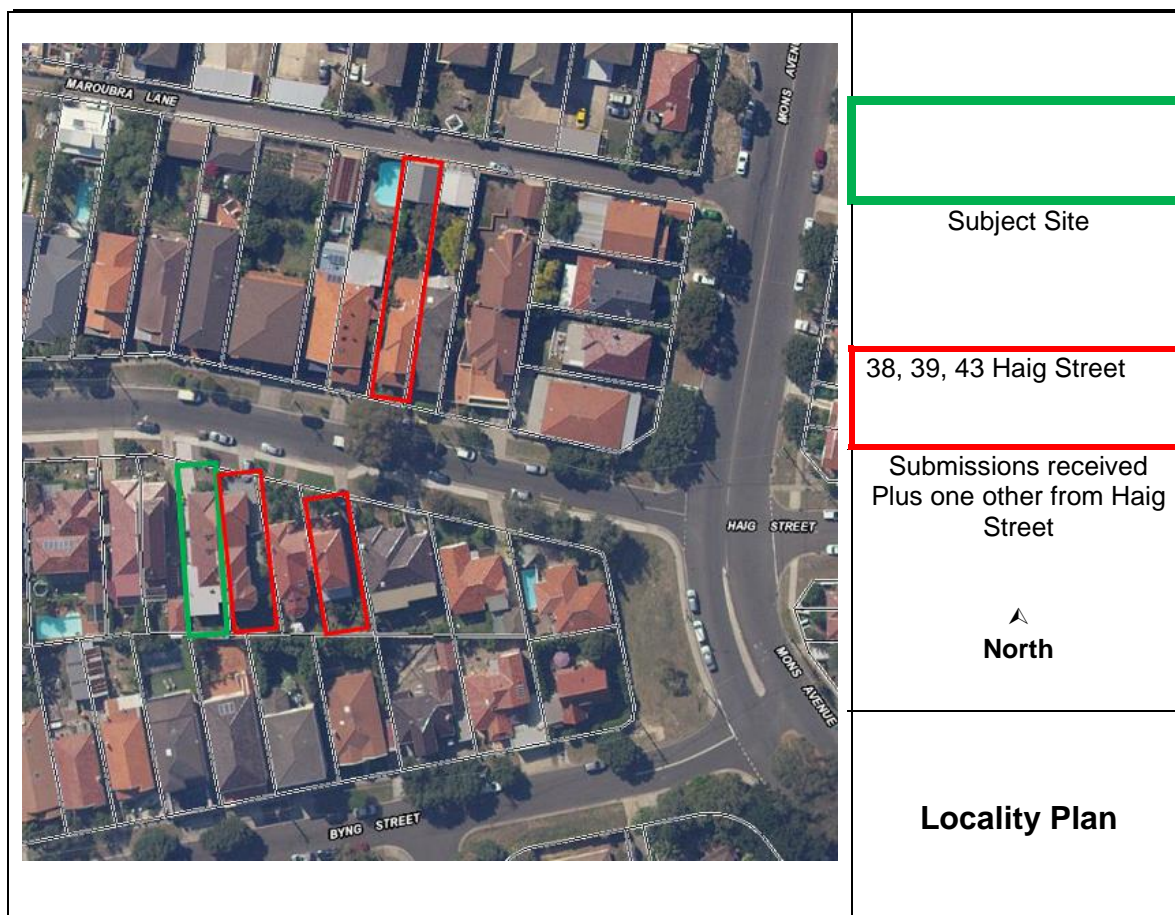 MAROUBRA LANE
MONS AVENUE
HAIG STREET
MONS AVENUE
BYNG STREET
Subject Site
38, 39, 43 Haig Street
Submissions received
Plus one other from Haig
Street
North
Locality Plan